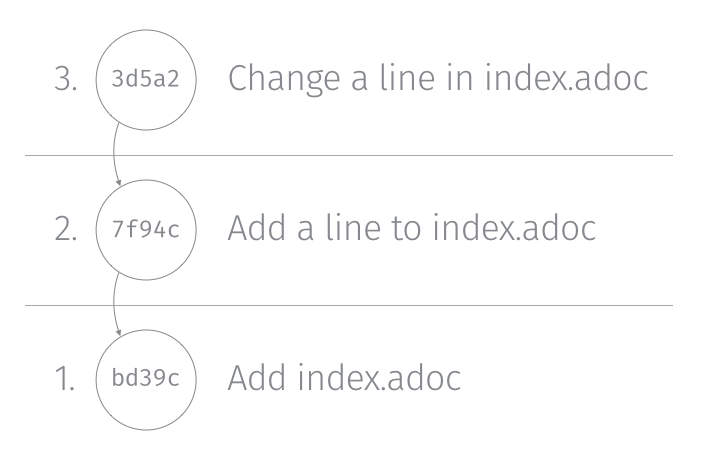 3. 3d5a2 Change a line in index.adoc
2. 7f94c Add a line to index.adoc
1. bd39c Add index.adoc